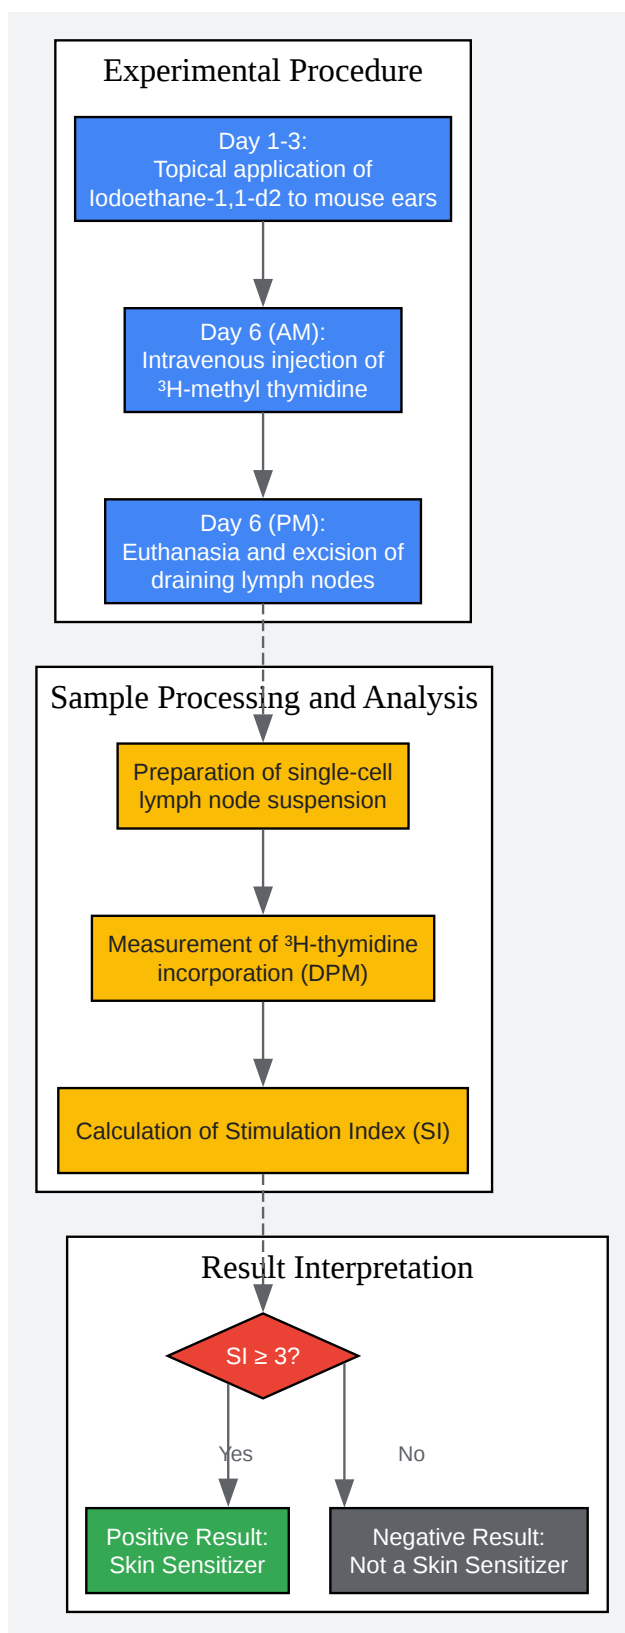 Experimental Procedure
Day 1-3:
Topical application of
Iodoethane-1,1-d2 to mouse ears
Day 6 (AM):
Intravenous injection of
³H-methyl thymidine
Day 6 (PM):
Euthanasia and excision of
draining lymph nodes
Sample Processing and Analysis
Preparation of single-cell
lymph node suspension
Measurement of ³H-thymidine
incorporation (DPM)
Calculation of Stimulation Index (SI)
Result Interpretation
SI ≥ 3?
Yes
No
Positive Result:
Skin Sensitizer
Negative Result:
Not a Skin Sensitizer